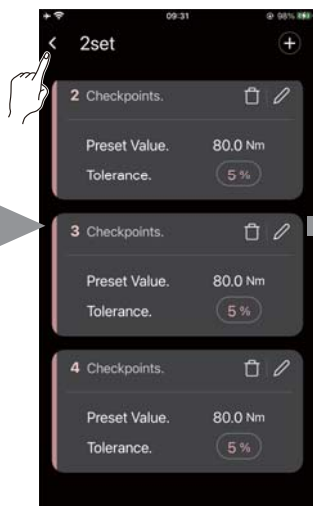 09:31
98%
2set
2 Checkpoints.
Preset Value. 80.0 Nm
Tolerance. 5 %
3 Checkpoints.
Preset Value. 80.0 Nm
Tolerance. 5 %
4 Checkpoints.
Preset Value. 80.0 Nm
Tolerance. 5 %